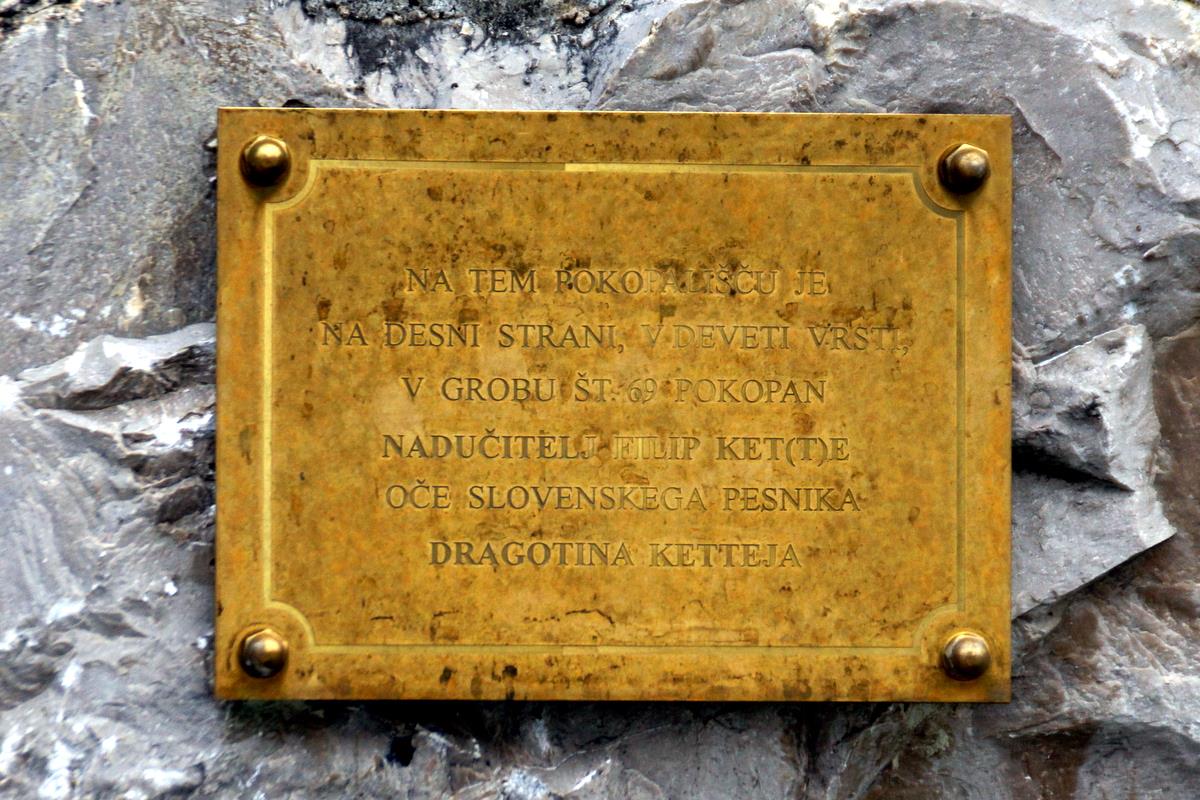 NA TEM POKOPALIŠČU JE
NA DESNI STRANI, V DEVETI VRSTI,
V GROBU ŠT. 69 POKOPAN
NADUČITELJ FILIP KET(T)E
OČE SLOVENSKEGA PESNIKA
DRAGOTINA KETTEJA